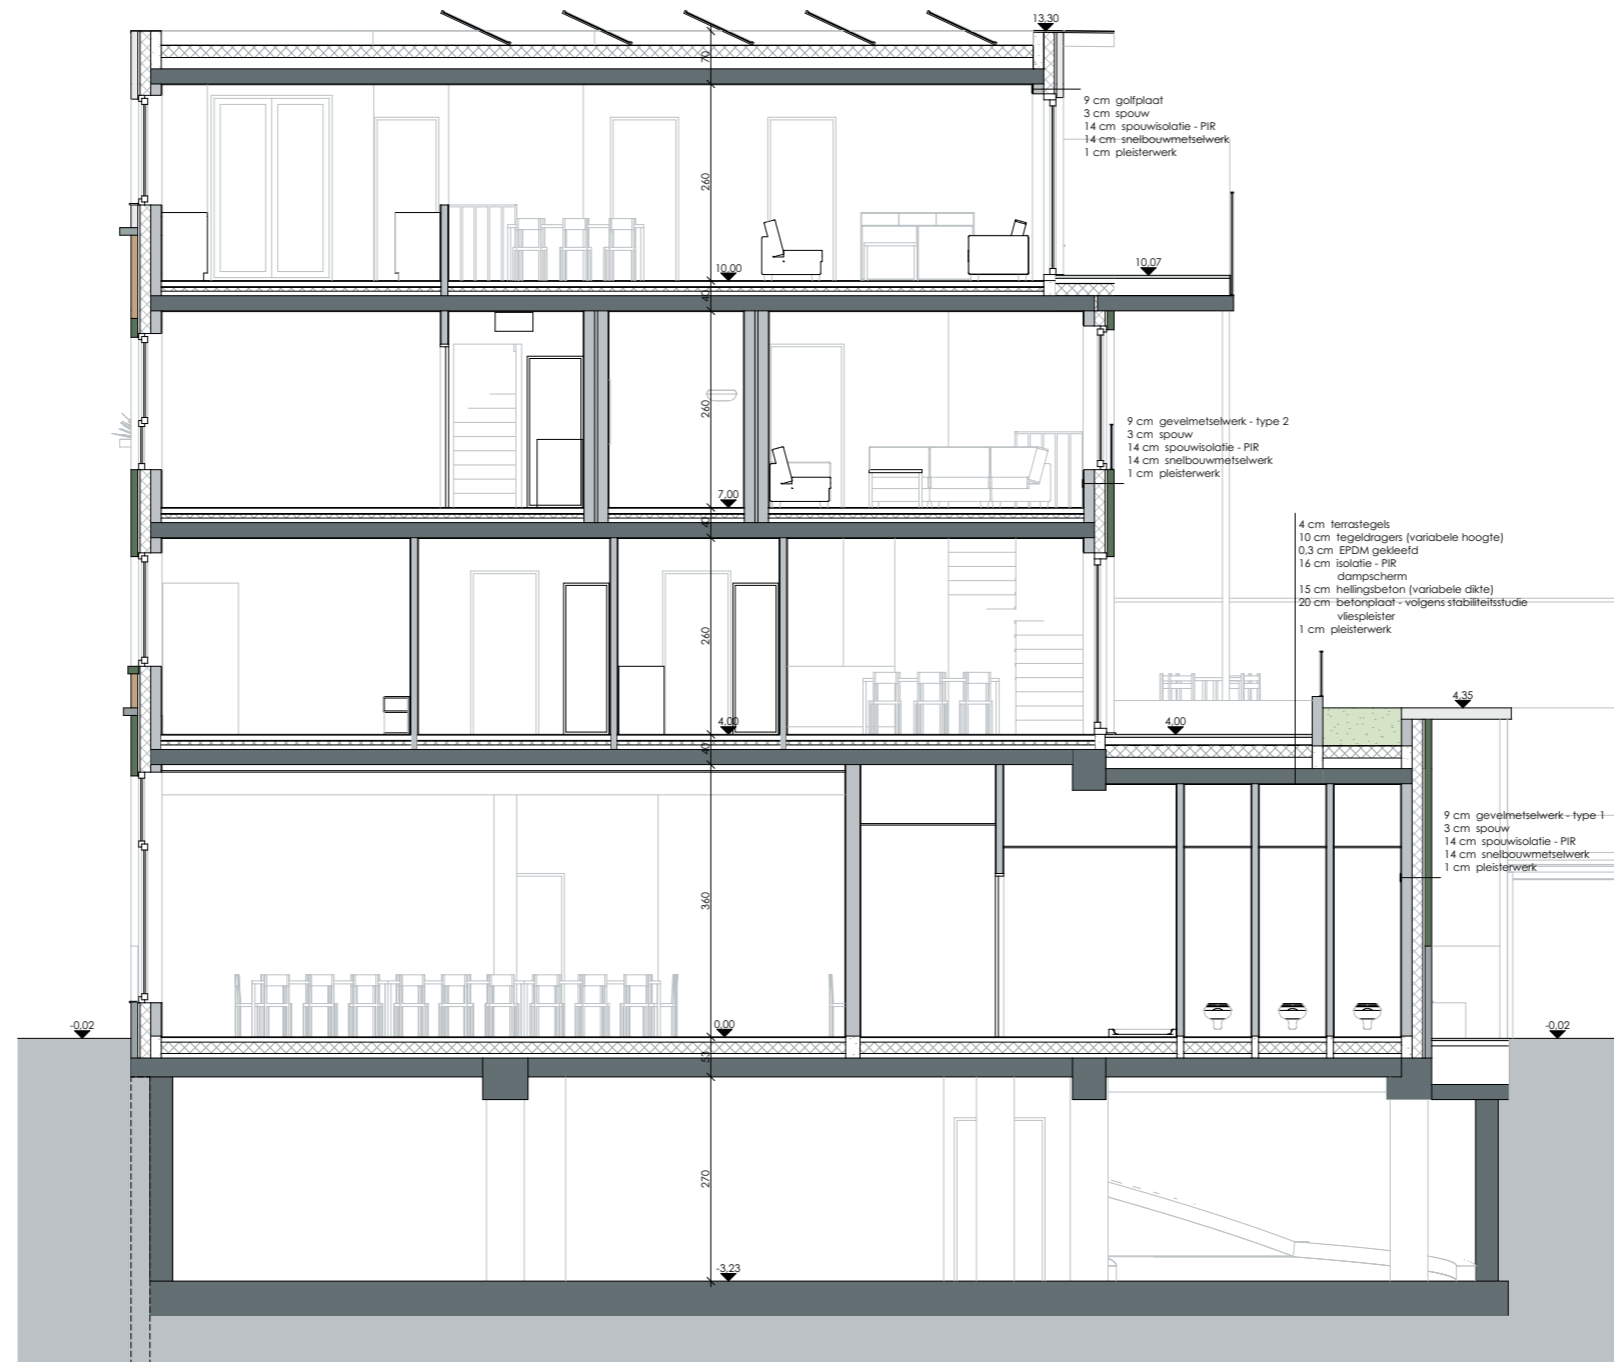 13,30
70
9 cm golfplaat
3 cm spouw
14 cm spouwisolatie - PIR
14 cm snelbouwmetselwerk
1 cm pleisterwerk
260
10,00
10,07
40
260
9 cm gevelmetselwerk - type 2
3 cm spouw
14 cm spouwisolatie - PIR
14 cm snelbouwmetselwerk
1 cm pleisterwerk
7,00
40
4 cm terrastegels
10 cm tegeldragers (variabele hoogte)
0,3 cm EPDM gekleefd
16 cm isolatie - PIR
dampscherm
15 cm hellingsbeton (variabele dikte)
20 cm betonplaat - volgens stabiliteitsstudie
vliespleister
1 cm pleisterwerk
260
4,35
4,00
4,00
40
9 cm gevelmetselwerk - type 1
3 cm spouw
14 cm spouwisolatie - PIR
14 cm snelbouwmetselwerk
1 cm pleisterwerk
360
-0,02
0,00
-0,02
53
270
-3,23